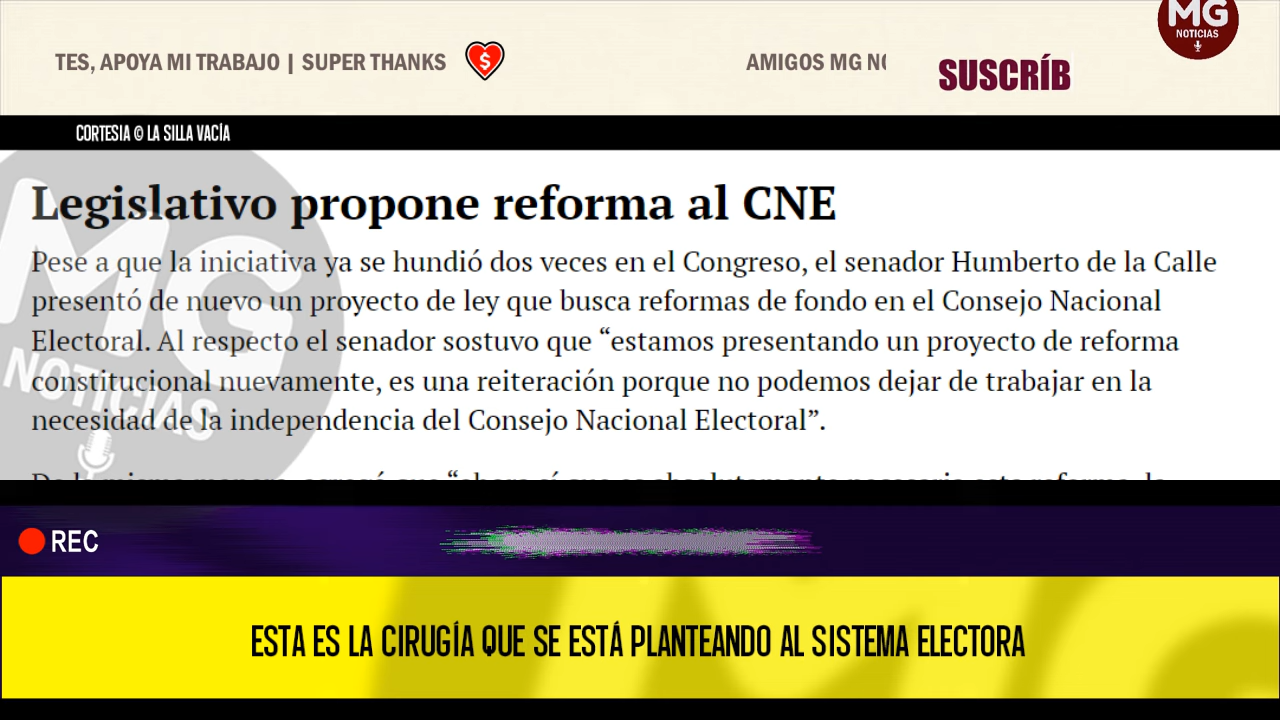 MG
NOTICIAS
TES, APOYA MI TRABAJO | SUPER THANKS
AMIGOS MG
SUSCRÍB
CORTESIA © LA SILLA VACÍA
Legislativo propone reforma al CNE
Pese a que la iniciativa ya se hundió dos veces en el Congreso, el senador Humberto de la Calle
presentó de nuevo un proyecto de ley que busca reformas de fondo en el Consejo Nacional
Electoral. Al respecto el senador sostuvo que “estamos presentando un proyecto de reforma
constitucional nuevamente, es una reiteración porque no podemos dejar de trabajar en la
necesidad de la independencia del Consejo Nacional Electoral”.
MG
NOTICIAS
REC
ESTA ES LA CIRUGÍA QUE SE ESTÁ PLANTEANDO AL SISTEMA ELECTORA